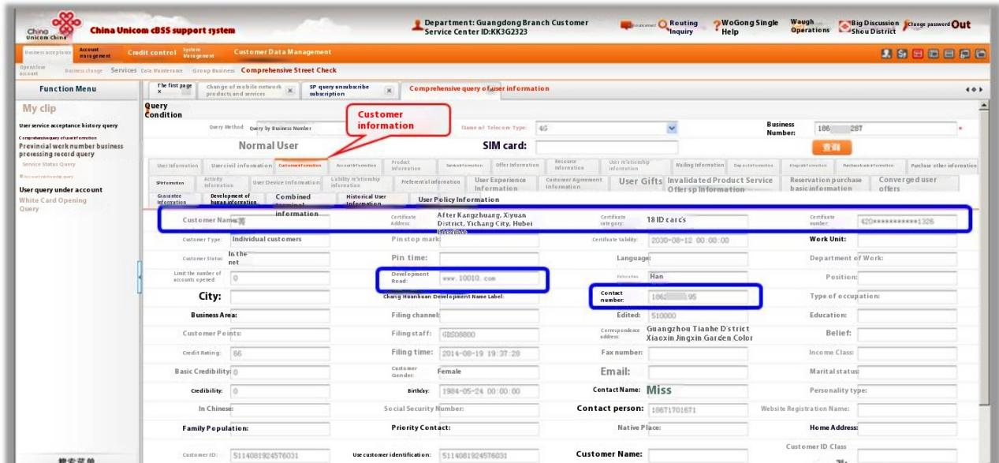 China Unicom China
China Unicom cBSS support system
Department: Guangdong Branch Customer Service Center ID:KK3G2323
Routing Inquiry
WoGong Single Help
Waugh Operations
Big Discussion Shou District
Change password
Out
Business acceptance
Account management
Credit control
System Management
Customer Data Management
Open/close account
Business change
Services
Data Maintenance
Group Business
Comprehensive Street Check
Function Menu
The first page
x
Change of mobile network products and services
SP query unsubscribe subscription
Comprehensive query of user information
My clip
User service acceptance history query
Comprehensive query of user information
Provincial work number business processing record query
Service Status Query
Account relationship query
User query under account
White Card Opening Query
Query Condition
Customer information
Query Method:
Query by Business Number
Telecom Type:
4G
Business Number:
186 287
*
Normal User
SIM card:
查询
User Information
User civil information
Customer information
Account information
Product Information
Service information
Offer Information
Resource Information
User relationship information
Mailing Information
Deposit information
Integral information
Purchase basic information
Purchase other information
SP information
Activity Information
User Device Information
Liability relationship information
Preferential information
User Experience Information
Customer Agreement Information
User Gifts
Invalidated Product Service Offer sp Information
Reservation purchase basic information
Converged user offers
Guarantee Information
Development of human information
Combined terminal information
Historical User Information
User Policy Information
Customer Name:
Certificate Address:
After Kangzhuang, Xiyuan District, Yichang City, Hubei Province
Certificate category:
18 ID cards
Certificate number:
420***********1326
Customer Type:
Individual customers
Pin stop mark:
Certificate validity:
2030-08-12 00:00:00
Work Unit:
Customer Status:
In the net
Pin time:
Language:
Department of Work:
Limit the number of accounts opened:
0
Development Road:
www.10010.com
Han
Position:
City:
Chang Huanhuan Development Name Label:
Contact number:
186 95
Type of occupation:
Business Area:
Filing channel:
Edited:
510000
Education:
Customer Points:
Filing staff:
GDSO8800
Correspondence address:
Guangzhou Tianhe District Xiaoxin Jingxin Garden Color
Belief:
Credit Rating:
66
Filing time:
2014-08-19 19:37:28
Fax number:
Income Class:
Basic Credibility:
0
Customer Gender:
Female
Email:
Marital status:
Credibility:
0
Birthday:
1984-05-24 00:00:00
Contact Name:
Miss
Personality type:
In Chinese:
Social Security Number:
Contact person:
18671701671
Website Registration Name:
Family Population:
Priority Contact:
Native Place:
Home Address:
Customer ID:
5114081924576031
Use customer identification:
5114081924576031
Customer Name:
Customer ID Class
搜索菜单